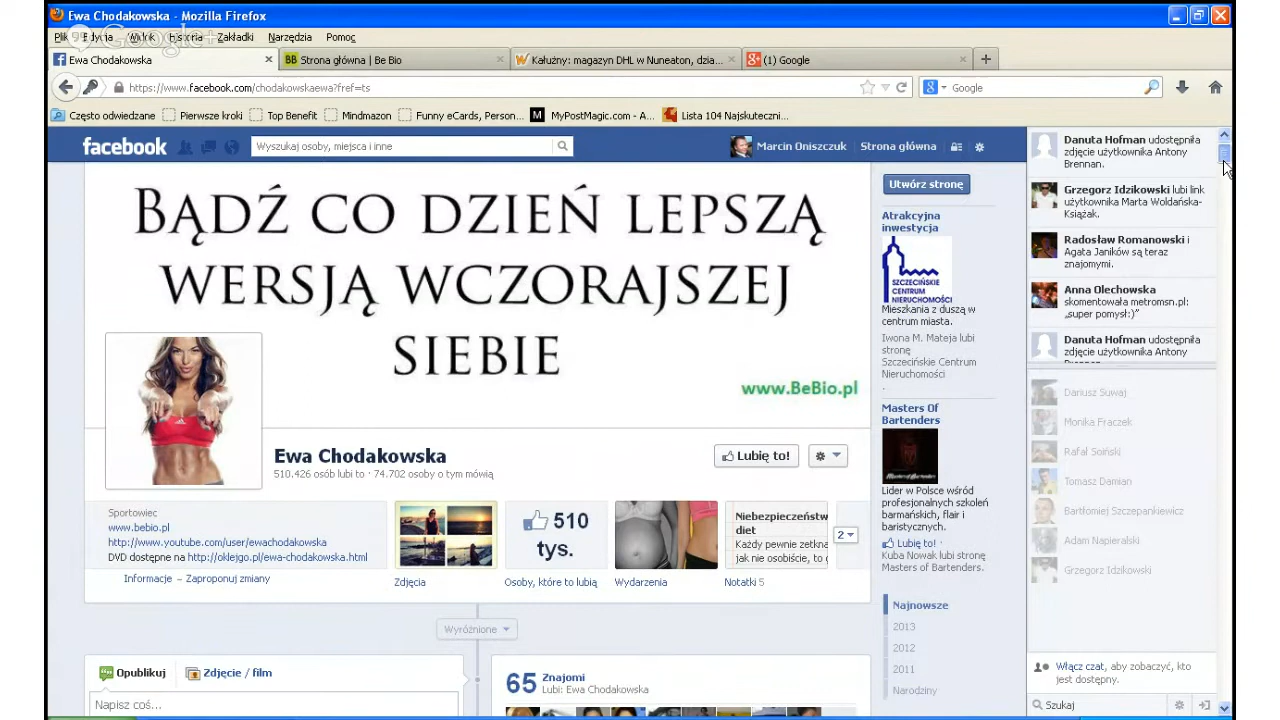 Ewa Chodakowska - Mozilla Firefox
Plik Edycja Widok Historia Zakładki Narzędzia Pomoc
Google+
Ewa Chodakowska
Strona główna | Be Bio
Kałużny: magazyn DHL w Nuneaton, dzia...
(1) Google
https://www.facebook.com/chodakowskaewa?fref=ts
Google
Często odwiedzane
Pierwsze kroki
Top Benefit
Mindmazon
Funny eCards, Person...
MyPostMagic.com - A...
Lista 104 Najskuteczni...
facebook
Wyszukaj osoby, miejsca i inne
Marcin Oniszczuk
Strona główna
BĄDŹ CO DZIEŃ LEPSZĄ
WERSJĄ WCZORAJSZEJ
SIEBIE
www.BeBio.pl
Ewa Chodakowska
510.426 osób lubi to · 74.702 osoby o tym mówią
Lubię to!
Sportowiec
www.bebio.pl
http://www.youtube.com/user/ewachodakowska
DVD dostępne na http://oklejgo.pl/ewa-chodakowska.html
Informacje – Zaproponuj zmiany
Zdjęcia
510
tys.
Osoby, które to lubią
Wydarzenia
Niebezpieczeństw
diet
Każdy pewnie zetkną
jak nie osobiście, to
Notatki 5
2
Wyróżnione
Opublikuj
Zdjęcie / film
Napisz coś...
65 Znajomi
Lubi: Ewa Chodakowska
Utwórz stronę
Atrakcyjna
inwestycja
SZCZECIŃSKIE
CENTRUM
NIERUCHOMOŚCI
Mieszkania z duszą w
centrum miasta.
Iwona M. Mateja lubi
stronę
Szczecińskie Centrum
Nieruchomości
.
Masters Of
Bartenders
Masters of Bartenders
Lider w Polsce wśród
profesjonalnych szkoleń
barmańskich, flair i
baristycznych.
Lubię to! ·
Kuba Nowak lubi stronę
Masters of Bartenders.
Najnowsze
2013
2012
2011
Narodziny
Danuta Hofman udostępniła
zdjęcie użytkownika Antony
Brennan.
Grzegorz Idzikowski lubi link
użytkownika Marta Woldańska-
Książak.
Radosław Romanowski i
Agata Janików są teraz
znajomymi.
Anna Olechowska
skomentowała metromsn.pl:
„super pomysł:)”
Danuta Hofman udostępniła
zdjęcie użytkownika Antony
Dariusz Suwaj
Monika Fraczek
Rafał Soiński
Tomasz Damian
Bartłomiej Szczepankiewicz
Adam Napieralski
Grzegorz Idzikowski
Włącz czat, aby zobaczyć, kto
jest dostępny.
Szukaj